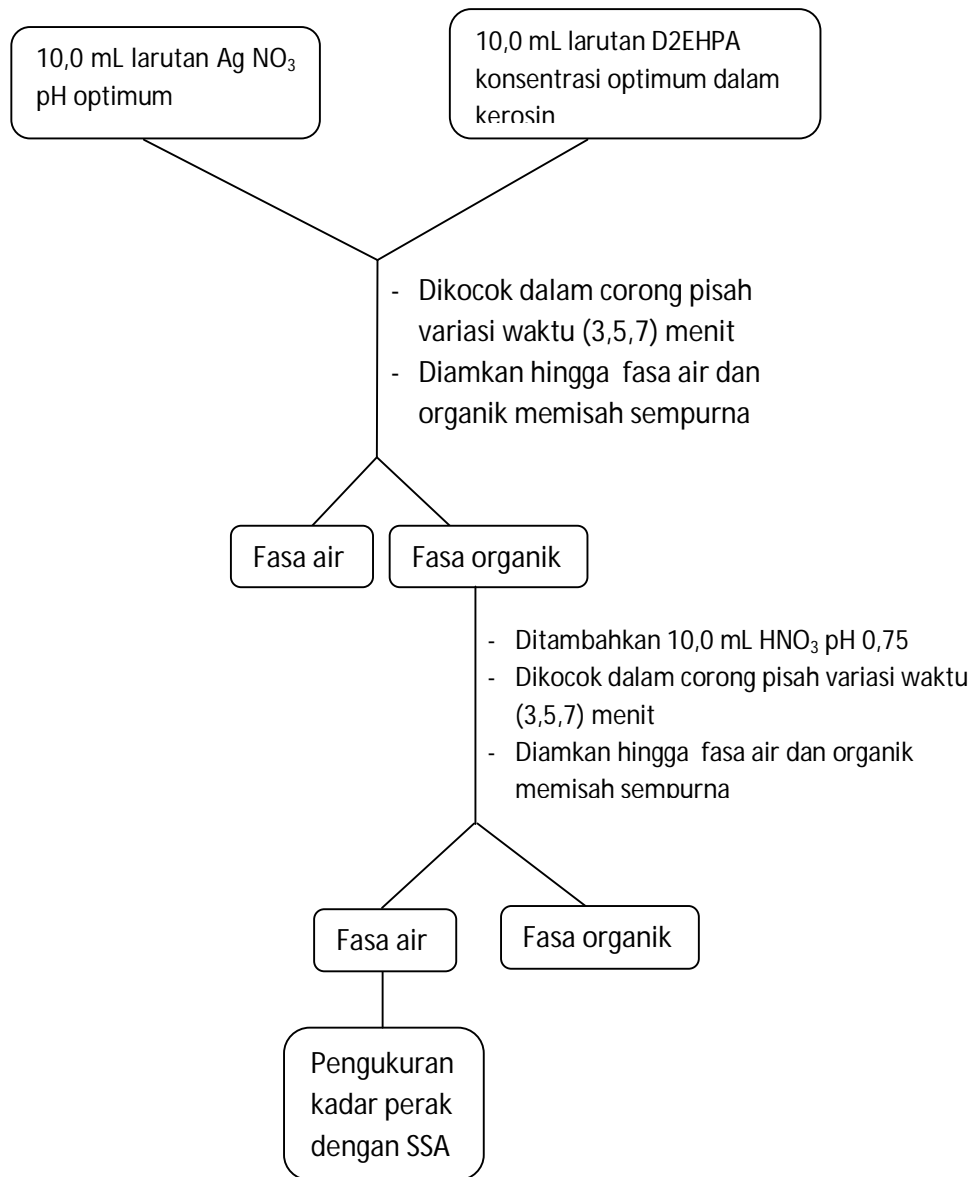 10,0 mL larutan Ag NO₃
pH optimum
10,0 mL larutan D2EHPA
konsentrasi optimum dalam
kerosin
- Dikocok dalam corong pisah
variasi waktu (3,5,7) menit
- Diamkan hingga fasa air dan
organik memisah sempurna
Fasa air
Fasa organik
- Ditambahkan 10,0 mL HNO₃ pH 0,75
- Dikocok dalam corong pisah variasi waktu
(3,5,7) menit
- Diamkan hingga fasa air dan organik
memisah sempurna
Fasa air
Fasa organik
Pengukuran
kadar perak
dengan SSA